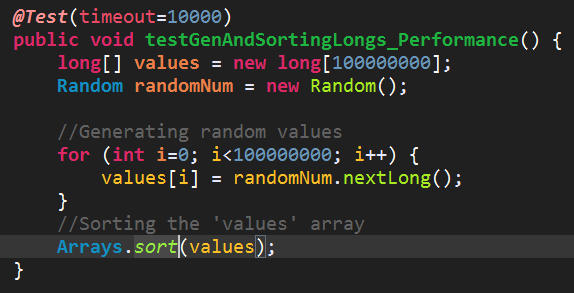 @Test(timeout=10000)
public void testGenAndSortingLongs_Performance() {
    long[] values = new long[100000000];
    Random randomNum = new Random();

    //Generating random values
    for (int i=0; i<100000000; i++) {
        values[i] = randomNum.nextLong();
    }
    //Sorting the 'values' array
    Arrays.sort(values);
}